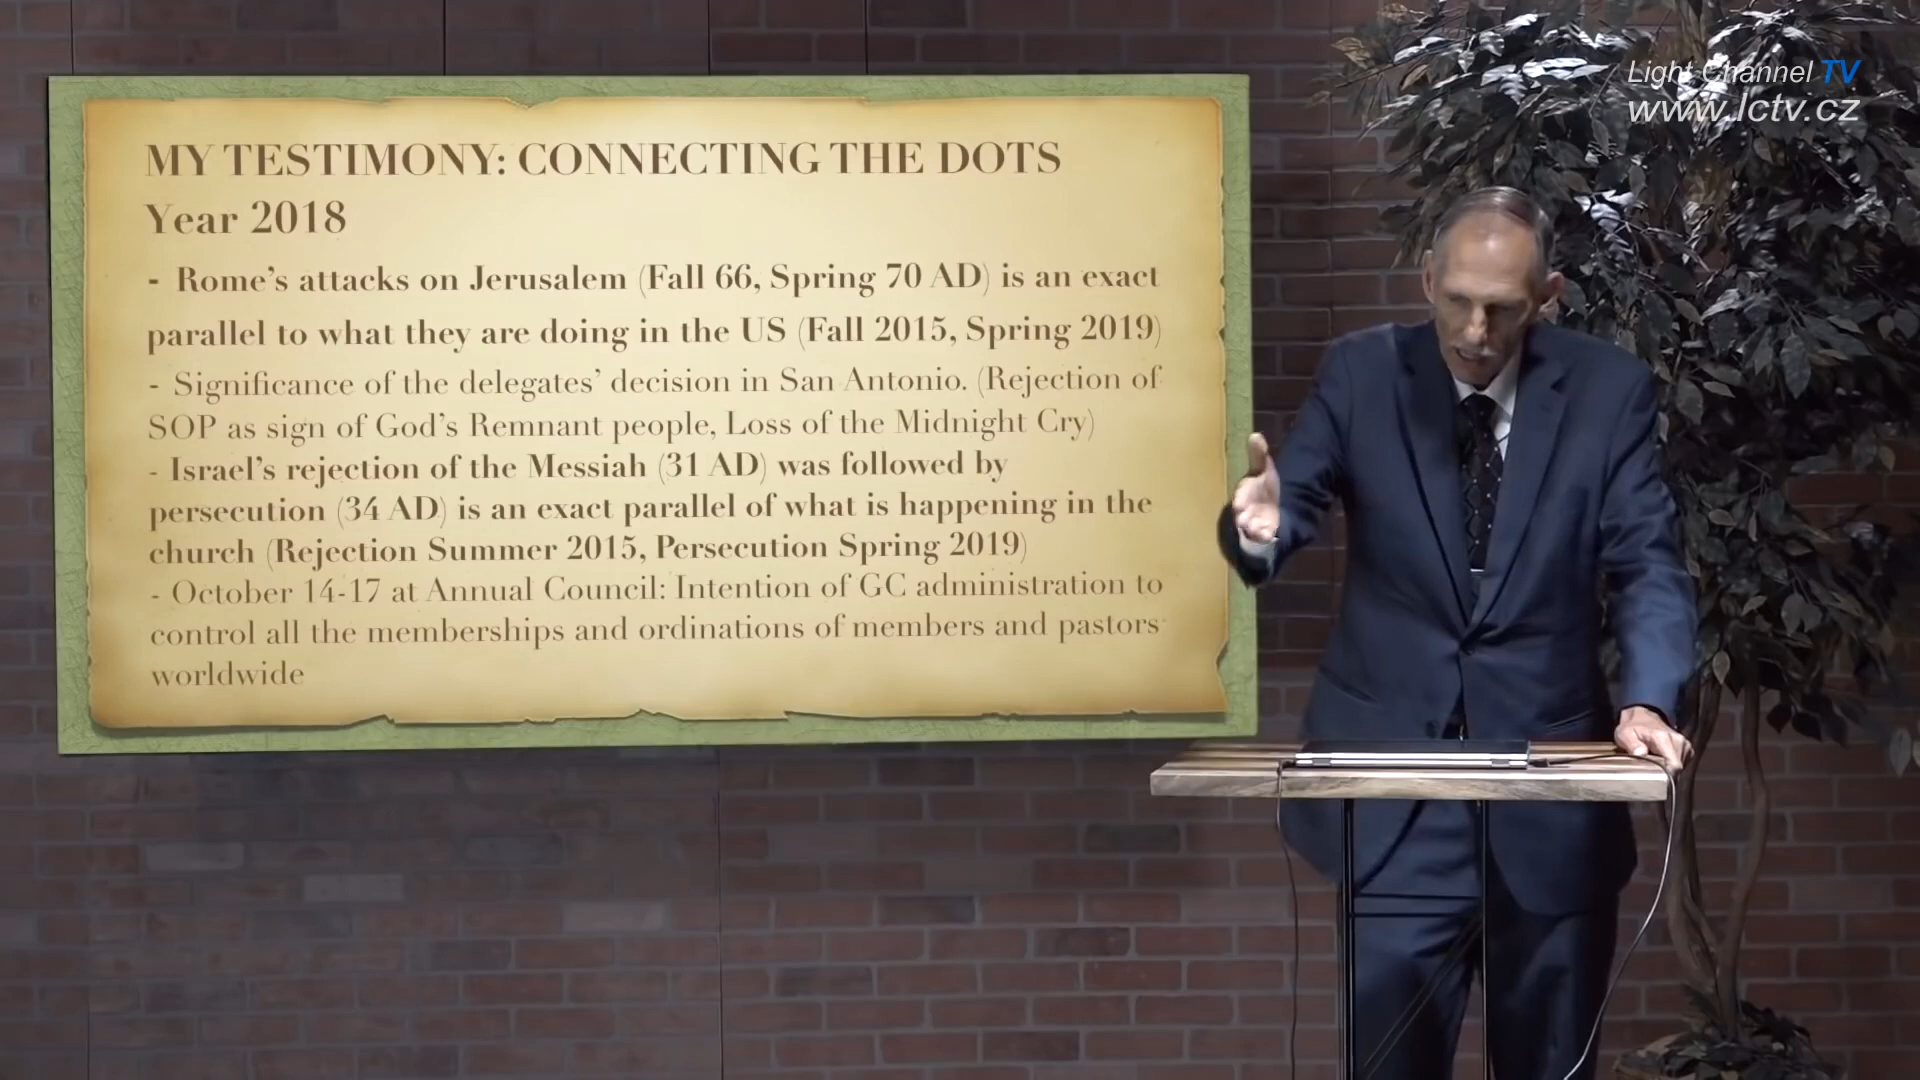 Light Channel TV
www.lctv.cz
MY TESTIMONY: CONNECTING THE DOTS
Year 2018
- Rome's attacks on Jerusalem (Fall 66, Spring 70 AD) is an exact
parallel to what they are doing in the US (Fall 2015, Spring 2019)
- Significance of the delegates' decision in San Antonio. (Rejection of
SOP as sign of God's Remnant people, Loss of the Midnight Cry)
- Israel's rejection of the Messiah (31 AD) was followed by
persecution (34 AD) is an exact parallel of what is happening in the
church (Rejection Summer 2015, Persecution Spring 2019)
- October 14-17 at Annual Council: Intention of GC administration to
control all the memberships and ordinations of members and pastors
worldwide